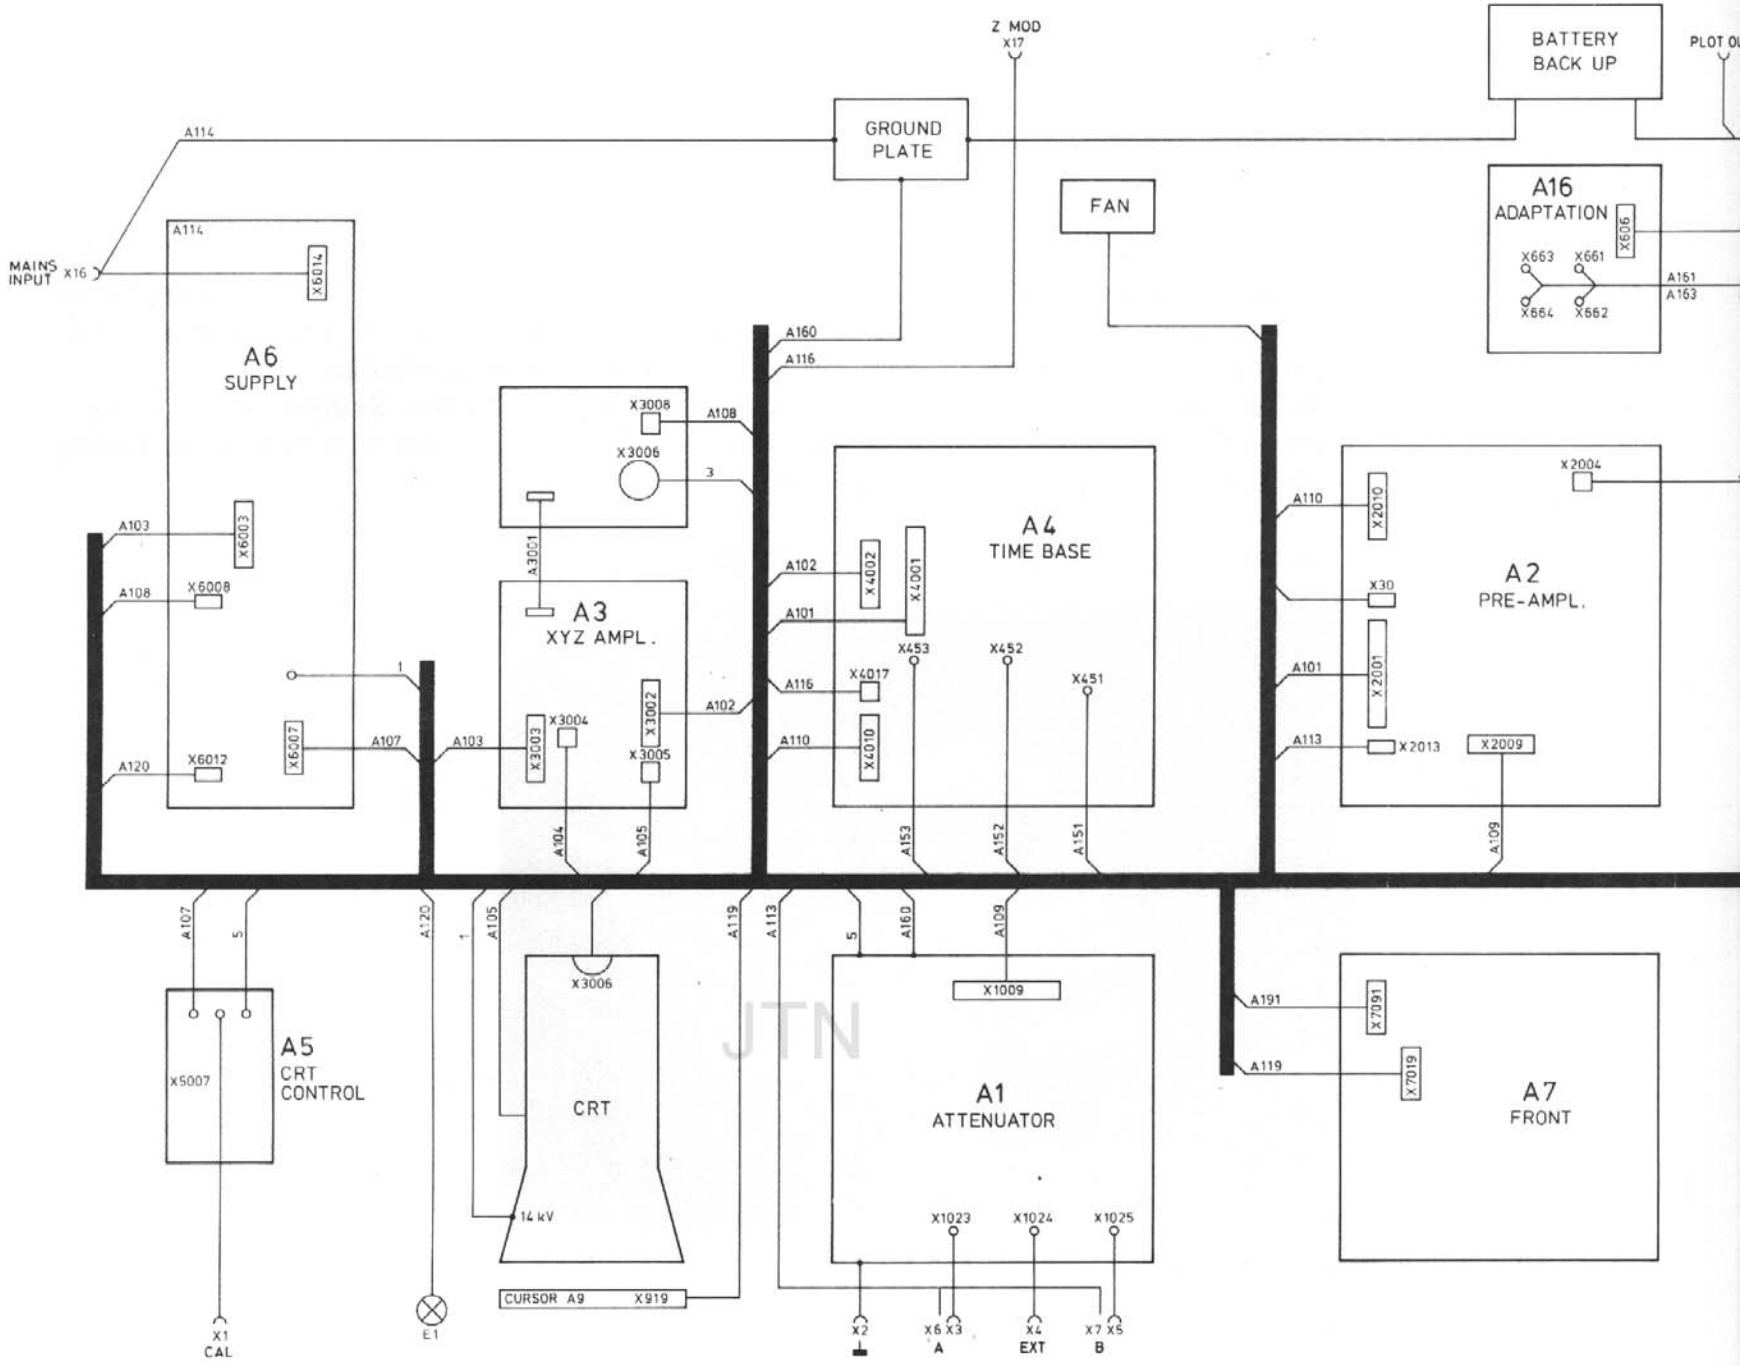 Z MOD
X17
BATTERY
BACK UP
PLOT OU
A114
GROUND
PLATE
MAINS
INPUT X16
A114
X6014
A6
SUPPLY
FAN
A16
ADAPTATION
X606
X663 X661
X664 X662
A161
A163
A160
A116
X3008
A108
X3006
3
A3001
A103
X6003
A108
X6008
1
X6007
A107
A120
X6012
A3
XYZ AMPL.
A103
X3003
X3004
X3002
A102
X3005
A104
A105
A4
TIME BASE
A102
X4002
X4001
A101
X453
X452
X451
A116
X4017
A110
X4010
A153
A152
A151
A2
PRE-AMPL.
X2004
A110
X2010
X30
A101
X2001
A113
X2013
X2009
A109
A107
5
A120
1
A105
A119
A113
5
A160
A109
X5007
A5
CRT
CONTROL
X1
CAL
E1
X3006
CRT
14 kV
CURSOR A9 X919
JTN
X1009
A1
ATTENUATOR
X1023
X1024
X1025
X2
X6 X3
A
X4
EXT
X7 X5
B
A191
X7091
A119
X7019
A7
FRONT